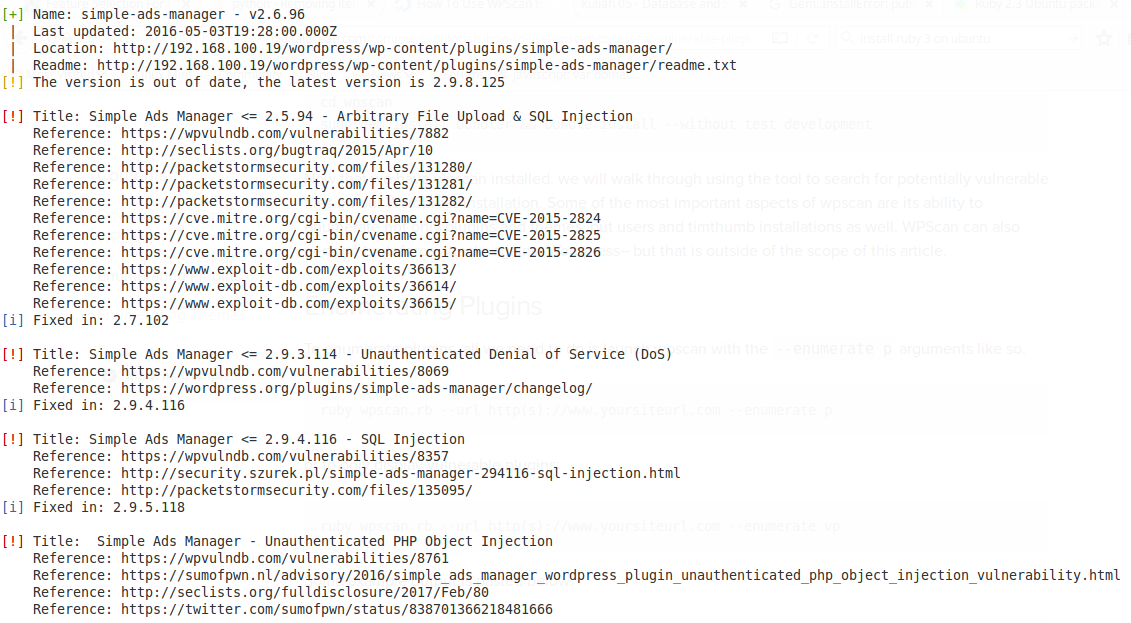 [+] Name: simple-ads-manager - v2.6.96
 |  Last updated: 2016-05-03T19:28:00.000Z
 |  Location: http://192.168.100.19/wordpress/wp-content/plugins/simple-ads-manager/
 |  Readme: http://192.168.100.19/wordpress/wp-content/plugins/simple-ads-manager/readme.txt
[!] The version is out of date, the latest version is 2.9.8.125

[!] Title: Simple Ads Manager <= 2.5.94 - Arbitrary File Upload & SQL Injection
    Reference: https://wpvulndb.com/vulnerabilities/7882
    Reference: http://seclists.org/bugtraq/2015/Apr/10
    Reference: http://packetstormsecurity.com/files/131280/
    Reference: http://packetstormsecurity.com/files/131281/
    Reference: http://packetstormsecurity.com/files/131282/
    Reference: https://cve.mitre.org/cgi-bin/cvename.cgi?name=CVE-2015-2824
    Reference: https://cve.mitre.org/cgi-bin/cvename.cgi?name=CVE-2015-2825
    Reference: https://cve.mitre.org/cgi-bin/cvename.cgi?name=CVE-2015-2826
    Reference: https://www.exploit-db.com/exploits/36613/
    Reference: https://www.exploit-db.com/exploits/36614/
    Reference: https://www.exploit-db.com/exploits/36615/
[i] Fixed in: 2.7.102

[!] Title: Simple Ads Manager <= 2.9.3.114 - Unauthenticated Denial of Service (DoS)
    Reference: https://wpvulndb.com/vulnerabilities/8069
    Reference: https://wordpress.org/plugins/simple-ads-manager/changelog/
[i] Fixed in: 2.9.4.116

[!] Title: Simple Ads Manager <= 2.9.4.116 - SQL Injection
    Reference: https://wpvulndb.com/vulnerabilities/8357
    Reference: http://security.szurek.pl/simple-ads-manager-294116-sql-injection.html
    Reference: http://packetstormsecurity.com/files/135095/
[i] Fixed in: 2.9.5.118

[!] Title:  Simple Ads Manager - Unauthenticated PHP Object Injection
    Reference: https://wpvulndb.com/vulnerabilities/8761
    Reference: https://sumofpwn.nl/advisory/2016/simple_ads_manager_wordpress_plugin_unauthenticated_php_object_injection_vulnerability.html
    Reference: http://seclists.org/fulldisclosure/2017/Feb/80
    Reference: https://twitter.com/sumofpwn/status/838701366218481666